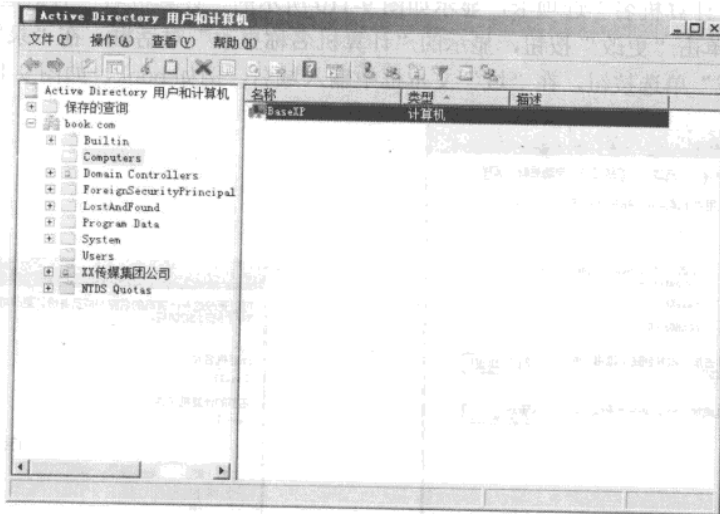 Active Directory 用户和计算机
文件(F) 操作(A) 查看(V) 帮助(H)
Active Directory 用户和计算机
保存的查询
book.com
Builtin
Computers
Domain Controllers
ForeignSecurityPrincipal
LostAndFound
Program Data
System
Users
XX传媒集团公司
NTDS Quotas
名称 类型 描述
BaseXP 计算机